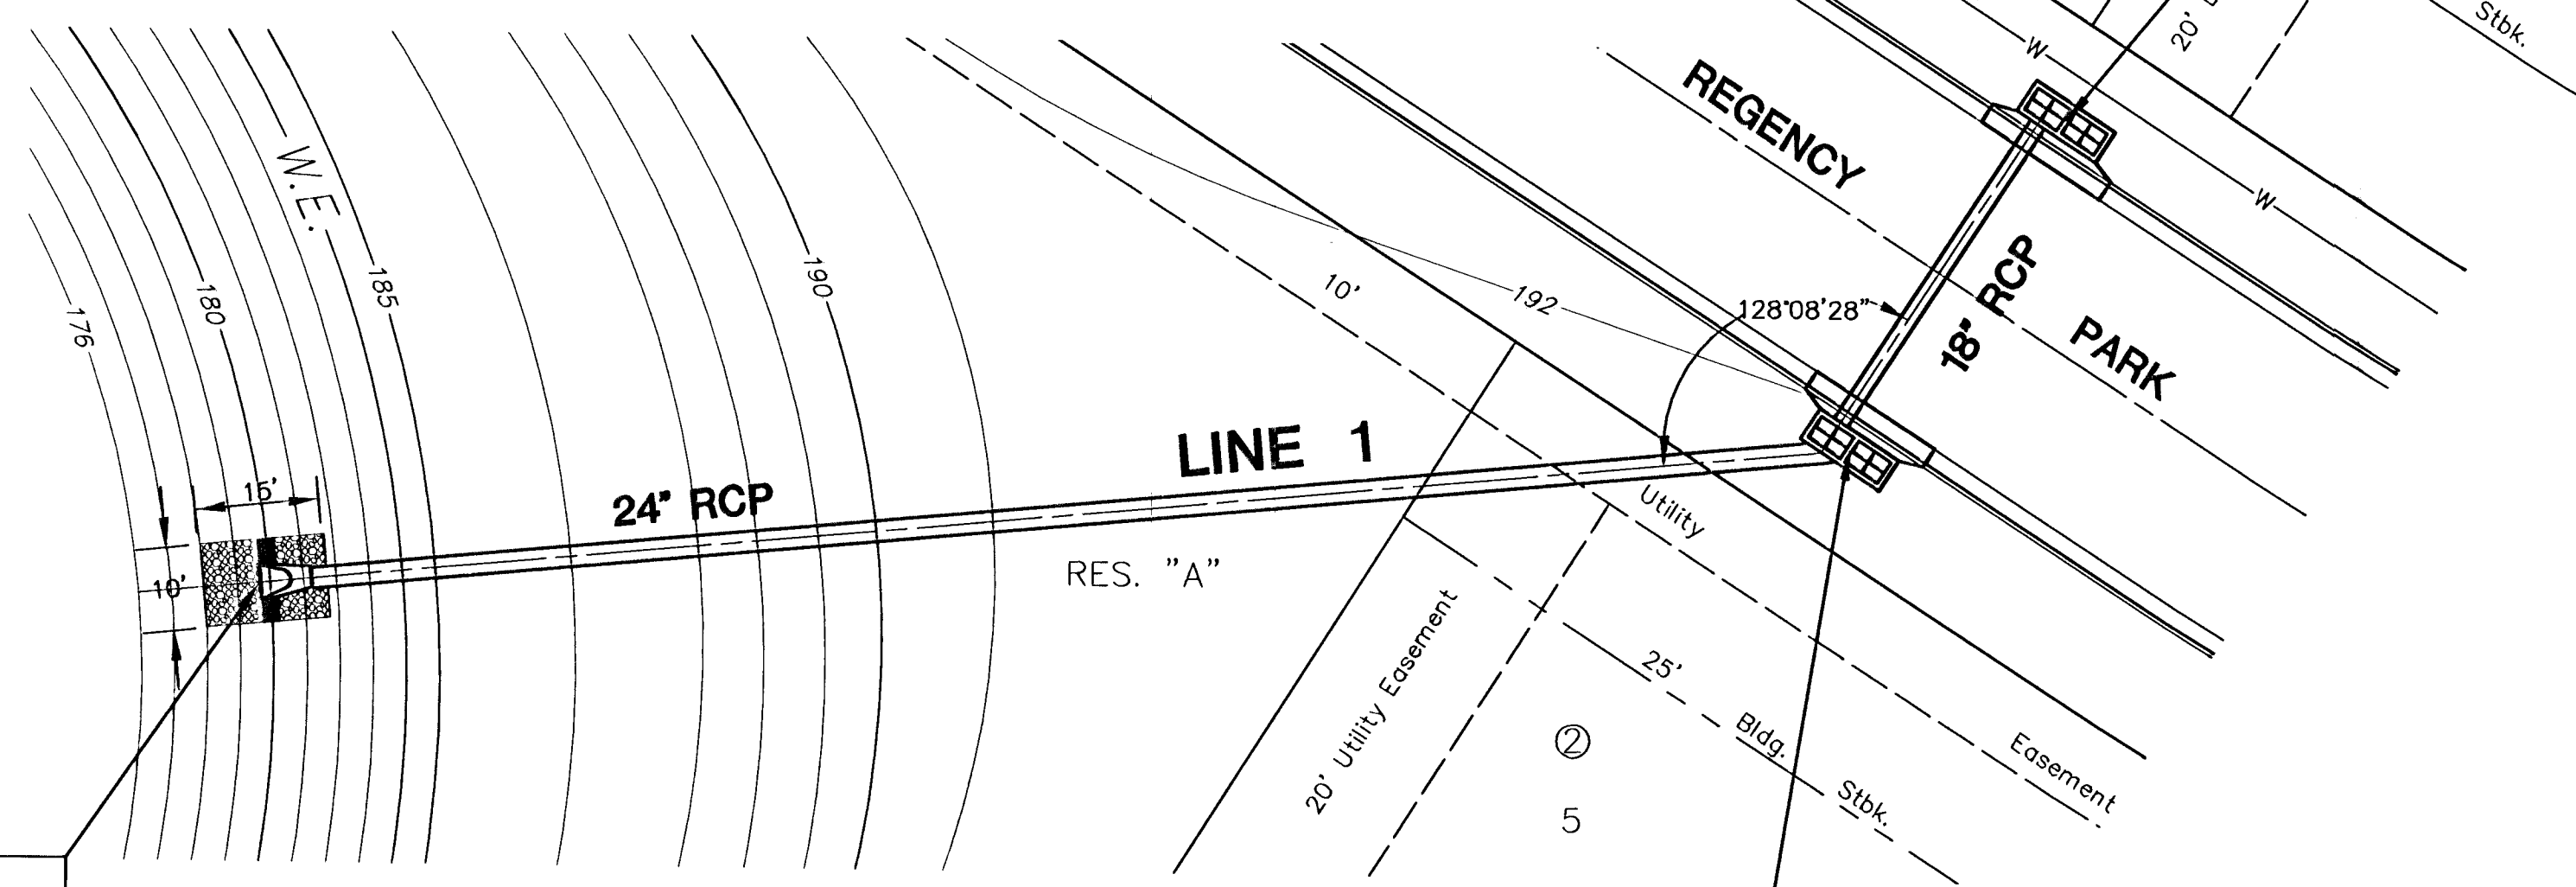 Stbk.
20'
W
W
REGENCY
PARK
W.E.
176
180
185
190
192
10'
128°08'28"
18" RCP
LINE 1
24" RCP
15'
10'
RES. "A"
Utility
Easement
20' Utility Easement
25'
Bldg.
Stbk.
2
5